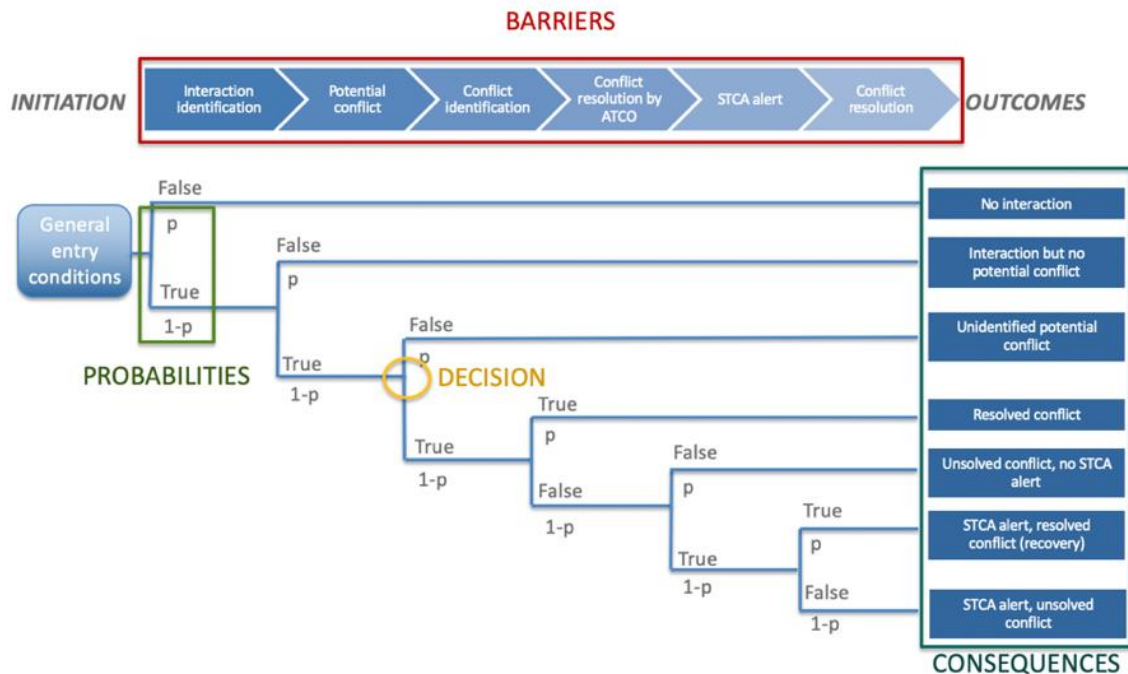 BARRIERS
INITIATION
Interaction
identification
Potential
conflict
Conflict
identification
Conflict
resolution by
ATCO
STCA alert
Conflict
resolution
OUTCOMES
General
entry
conditions
False
p
True
1-p
PROBABILITIES
False
p
True
1-p
False
p
DECISION
True
1-p
True
p
False
1-p
False
p
True
1-p
True
p
False
1-p
No interaction
Interaction but no
potential conflict
Unidentified potential
conflict
Resolved conflict
Unsolved conflict, no STCA
alert
STCA alert, resolved
conflict (recovery)
STCA alert, unsolved
conflict
CONSEQUENCES